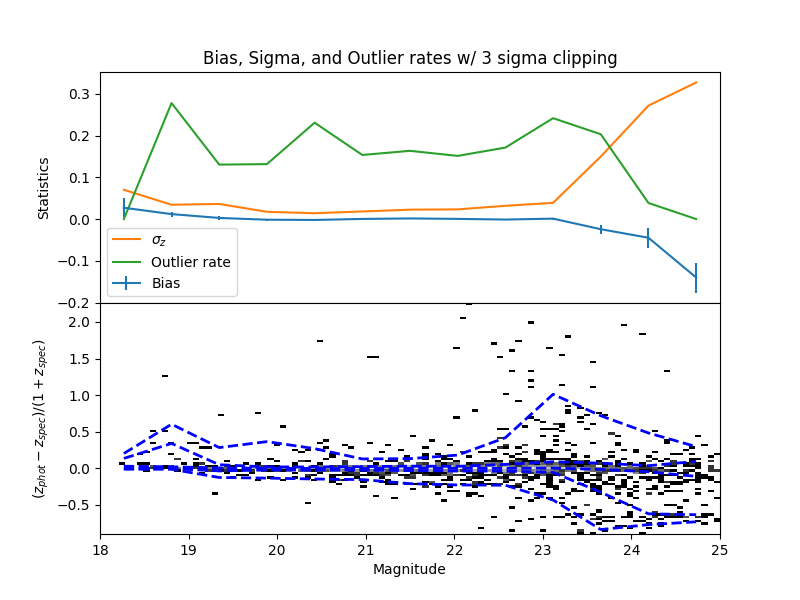 Bias, Sigma, and Outlier rates w/ 3 sigma clipping
0.3
0.2
0.1
0.0
−0.1
−0.2
Statistics
σz
Outlier rate
Bias
2.0
1.5
1.0
0.5
0.0
−0.5
(zphot − zspec)/(1 + zspec)
18 19 20 21 22 23 24 25
Magnitude